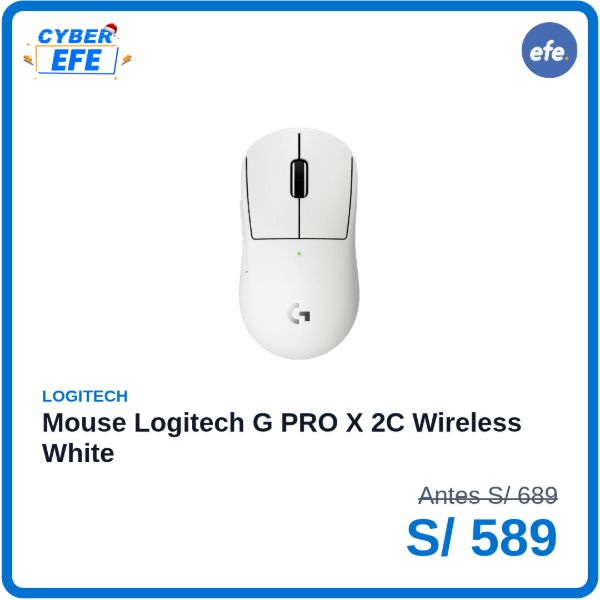 CYBER
EFE
efe.
LOGITECH
Mouse Logitech G PRO X 2C Wireless
White
Antes S/ 689
S/ 589